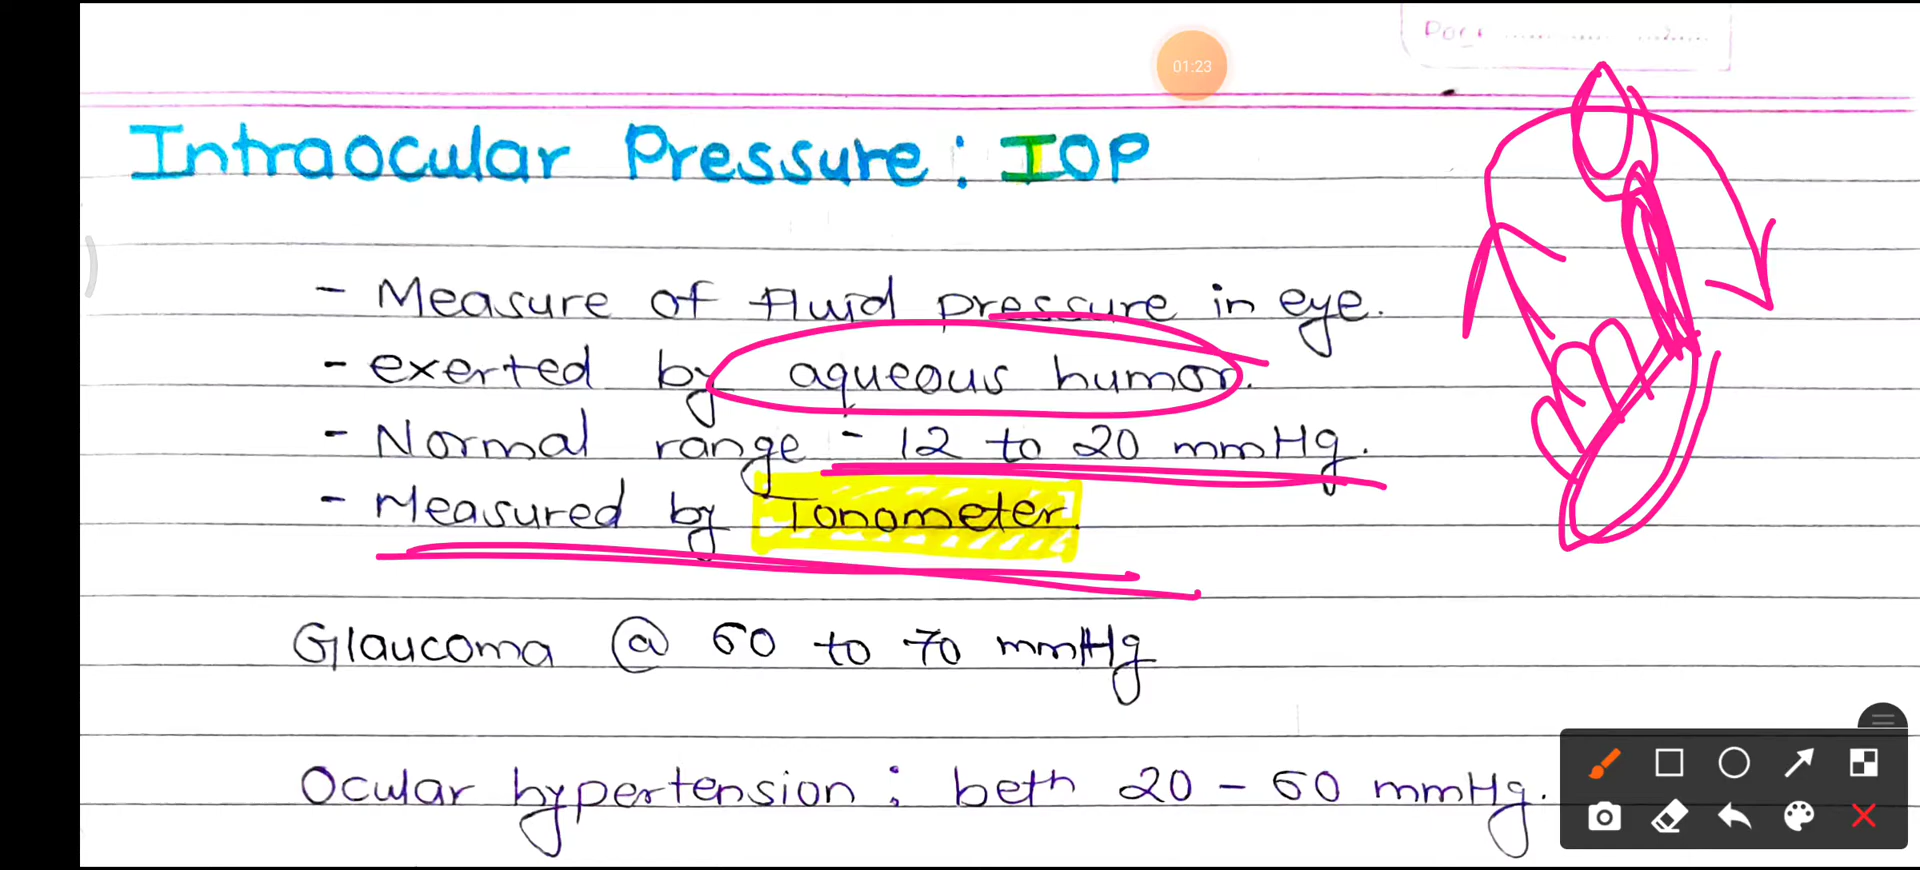 01:23
Intraocular Pressure: IOP
- Measure of fluid pressure in eye.
- exerted by aqueous humor.
- Normal range - 12 to 20 mmHg.
- Measured by Tonometer.
Glaucoma @ 60 to 70 mmHg
Ocular hypertension : beth 20 - 60 mmHg.